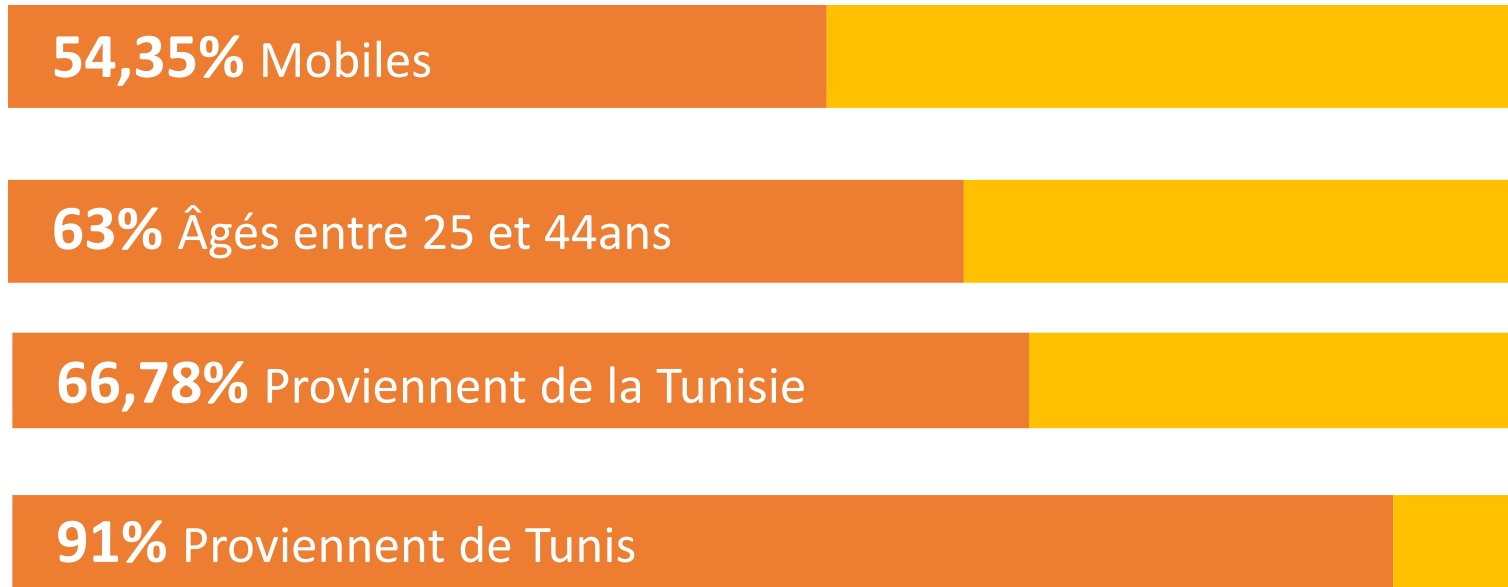 54,35% Mobiles
63% Âgés entre 25 et 44ans
66,78% Proviennent de la Tunisie
91% Proviennent de Tunis